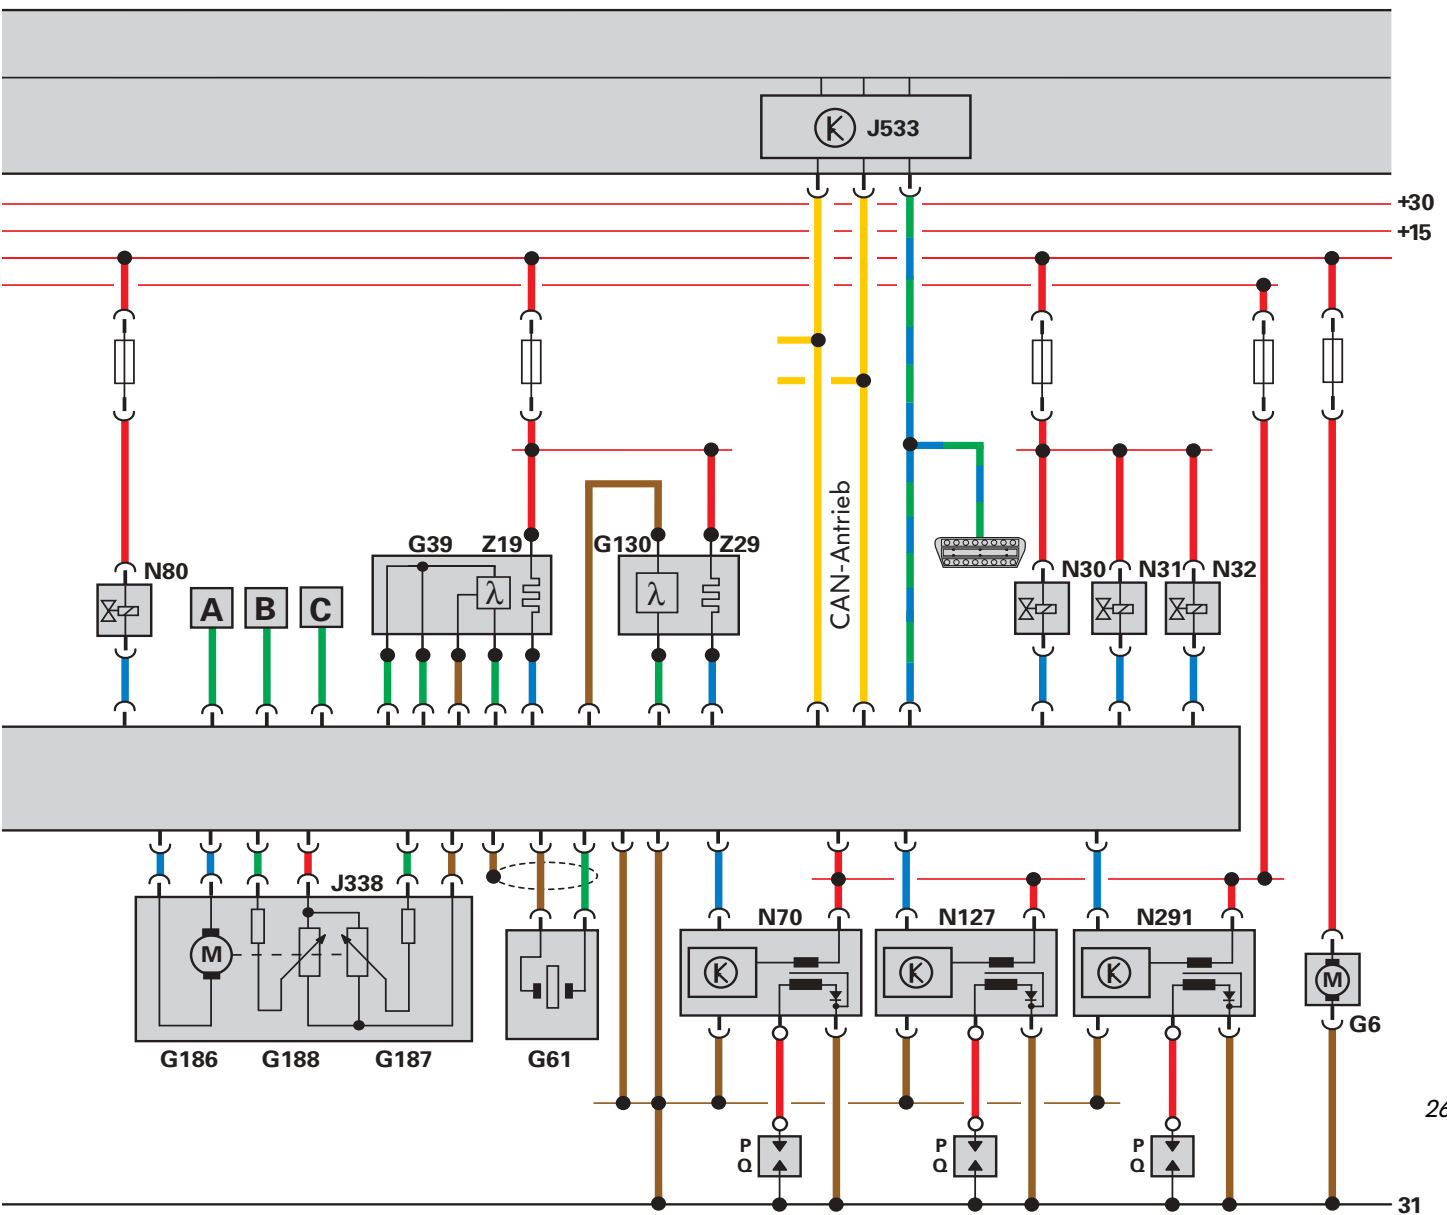 J533
+30
+15
CAN-Antrieb
G39 Z19
G130 Z29
N80
N30 N31 N32
A B C
λ
λ
J338
N70 N127 N291
M
M
G6
G186 G188 G187 G61
26
P P P
Q Q Q
31